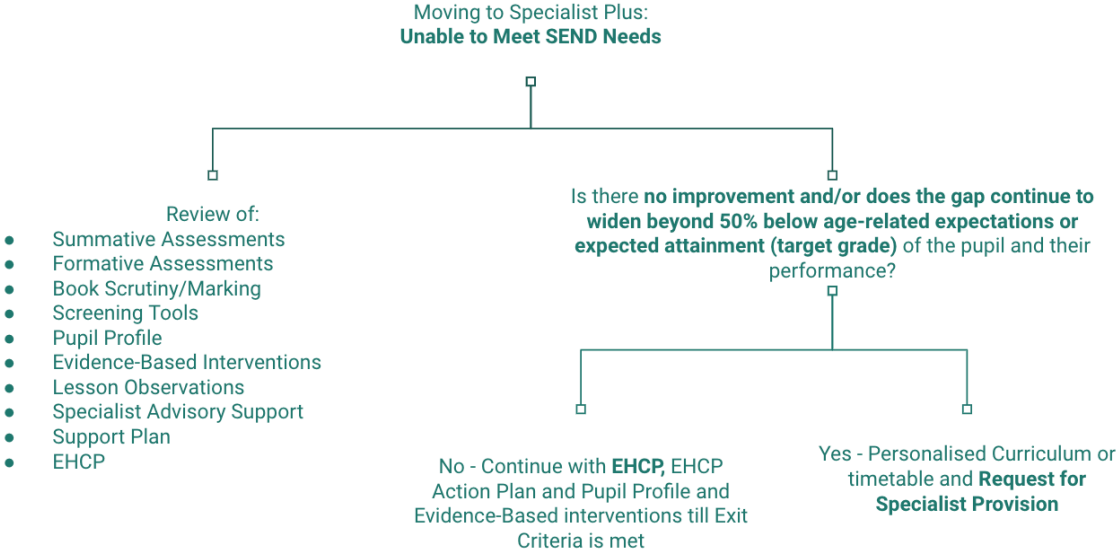 Moving to Specialist Plus:
Unable to Meet SEND Needs
Review of:
● Summative Assessments
● Formative Assessments
● Book Scrutiny/Marking
● Screening Tools
● Pupil Profile
● Evidence-Based Interventions
● Lesson Observations
● Specialist Advisory Support
● Support Plan
● EHCP
Is there no improvement and/or does the gap continue to
widen beyond 50% below age-related expectations or
expected attainment (target grade) of the pupil and their
performance?
No - Continue with EHCP, EHCP
Action Plan and Pupil Profile and
Evidence-Based interventions till Exit
Criteria is met
Yes - Personalised Curriculum or
timetable and Request for
Specialist Provision